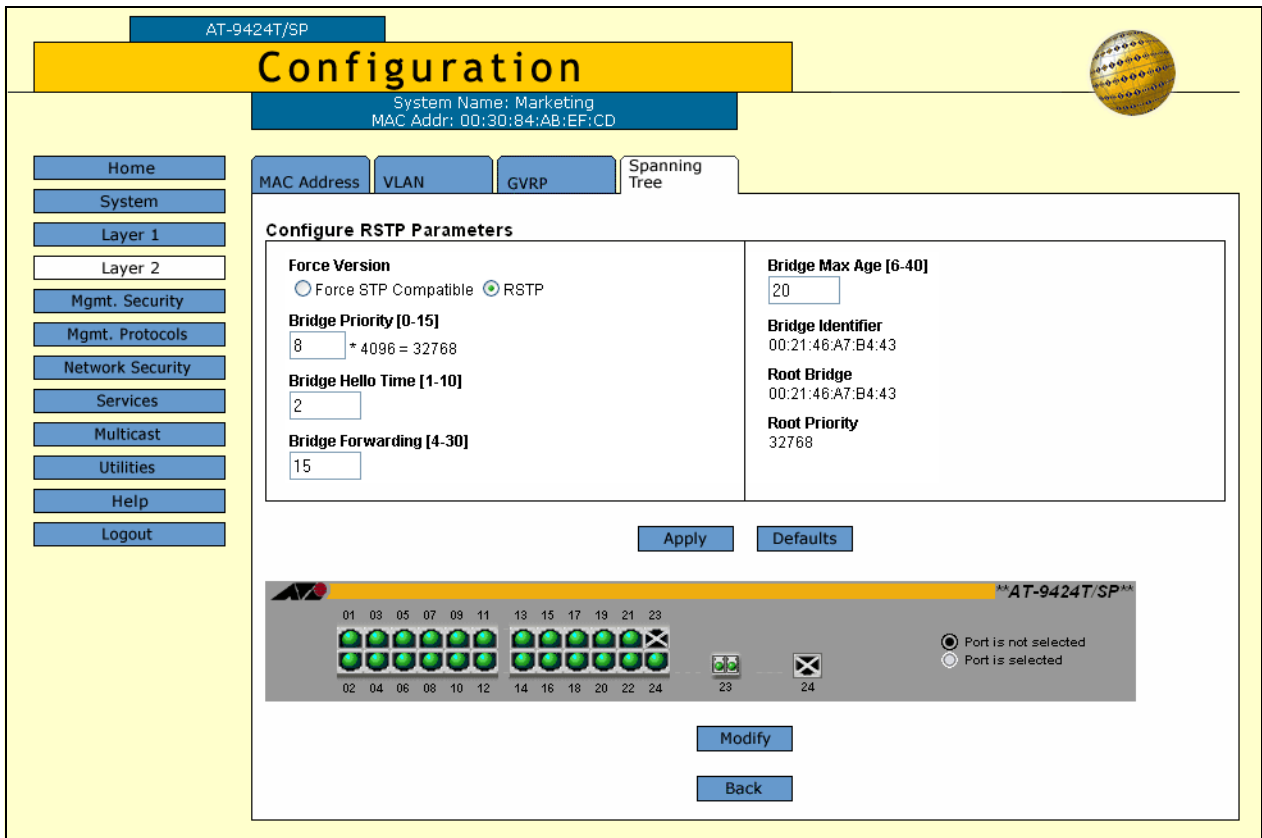 AT-9424T/SP
Configuration
System Name: Marketing
MAC Addr: 00:30:84:AB:EF:CD
Home
System
Layer 1
Layer 2
Mgmt. Security
Mgmt. Protocols
Network Security
Services
Multicast
Utilities
Help
Logout
MAC Address
VLAN
GVRP
Spanning
Tree
Configure RSTP Parameters
Force Version
Force STP Compatible RSTP
Bridge Priority [0-15]
8 * 4096 = 32768
Bridge Hello Time [1-10]
2
Bridge Forwarding [4-30]
15
Bridge Max Age [6-40]
20
Bridge Identifier
00:21:46:A7:B4:43
Root Bridge
00:21:46:A7:B4:43
Root Priority
32768
Apply Defaults
**AT-9424T/SP**
01 03 05 07 09 11 13 15 17 19 21 23
02 04 06 08 10 12 14 16 18 20 22 24 23 24
Port is not selected
Port is selected
Modify
Back